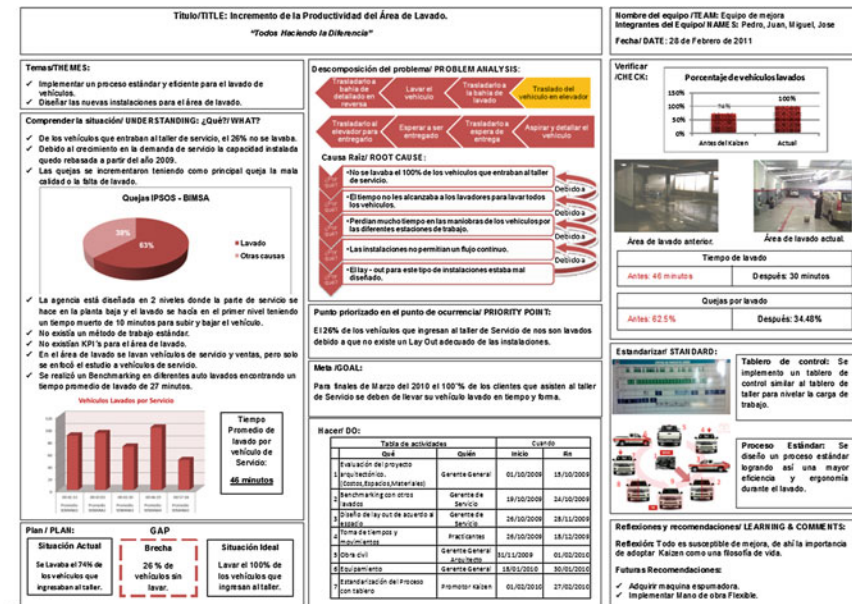 Título/TITLE: Incremento de la Productividad del Área de Lavado.
"Todos Haciendo la Diferencia"
Nombre del equipo /TEAM: Equipo de mejora
Integrantes del Equipo/ NAMES: Pedro, Juan, Miguel, Jose
Fecha/ DATE: 28 de Febrero de 2011
Temas/THEMES:
✓ Implementar un proceso estándar y eficiente para el lavado de
vehículos.
✓ Diseñar las nuevas instalaciones para el área de lavado.
Comprender la situación/ UNDERSTANDING: ¿Qué?/ WHAT?
✓ De los vehículos que entraban al taller de servicio, el 26% no se lavaba.
✓ Debido al crecimiento en la demanda de servicio la capacidad instalada
quedo rebasada a partir del año 2009.
✓ Las quejas se incrementaron teniendo como principal queja la mala
calidad o la falta de lavado.
Quejas IPSOS - BIMSA
38%
63%
Lavado
Otras causas
✓ La agencia está diseñada en 2 niveles donde la parte de servicio se
hace en la planta baja y el lavado se hacía en el primer nivel teniendo
un tiempo muerto de 10 minutos para subir y bajar el vehículo.
✓ No existía un método de trabajo estándar.
✓ No existían KPI's para el área de lavado.
✓ En el área de lavado se lavan vehículos de servicio y ventas, pero solo
se enfocó el estudio a vehículos de servicio.
✓ Se realizó un Benchmarking en diferentes auto lavados encontrando un
tiempo promedio de lavado de 27 minutos.
Vehículos Lavados por Servicio
Tiempo
Promedio de
lavado por
vehículo de
Servicio:
46 minutos
Plan / PLAN:
GAP
Situación Actual
Se Lavaba el 74% de
los vehículos que
ingresaban al taller.
Brecha
26 % de
vehículos sin
lavar.
Situación Ideal
Lavar el 100% de
los vehículos que
ingresan al taller.
Descomposición del problema/ PROBLEM ANALYSIS:
Trasladarlo a
bahía de
detallado en
reversa
Lavar el
vehículo
Trasladarlo a
la bahía de
lavado
Traslado del
vehículo en elevador
Trasladarlo al
elevador para
entregarlo
Esperar a ser
entregado
Trasladarlo a
espera de
entrega
Aspirar y detallar el
vehículo
Causa Raíz/ ROOT CAUSE:
•No se lavaba el 100% de los vehículos que entraban al taller
de servicio.
Debido a
•El tiempo no les alcanzaba a los lavadores para lavar todos
los vehículos.
Debido a
•Perdían mucho tiempo en las maniobras de los vehículos por
las diferentes estaciones de trabajo.
Debido a
•Las instalaciones no permitían un flujo continuo.
Debido a
•El lay - out para este tipo de instalaciones estaba mal
diseñado.
Punto priorizado en el punto de ocurrencia/ PRIORITY POINT:
El 26% de los vehículos que ingresan al taller de Servicio de nos son lavados
debido a que no existe un Lay Out adecuado de las instalaciones.
Meta /GOAL:
Para finales de Marzo del 2010 el 100'% de los clientes que asisten al taller
de Servicio se deben de llevar su vehículo lavado en tiempo y forma.
Hacer/ DO:
Tabla de actividades Cuando
Qué Quién Inicio Fin
1 Evaluación del proyecto
arquitectónico.
(Costos,Espacios,Materiales) Gerente General 01/10/2009 15/10/2009
2 Benchmarking con otros
lavados Gerente de
Servicio 19/10/2009 24/10/2009
3 Diseño de lay out de acuerdo al
espacio Gerente de
Servicio 26/10/2009 28/11/2009
4 Toma de tiempos y
movimientos Practicantes 26/10/2009 18/12/2009
5 Obra civil Gerente General
Arquitecto 31/11/2009 01/02/2010
6 Equipamiento Gerente General 18/01/2010 30/01/2010
7 Estandarización del Proceso
con tablero Promotor Kaizen 01/02/2010 27/02/2010
Verificar
/CHECK:
Porcentaje de vehículos lavados
150%
100%
50%
0%
74%
100%
Antes del Kaizen
Actual
Área de lavado anterior.
Área de lavado actual.
Tiempo de lavado
Antes: 46 minutos Después: 30 minutos
Quejas por lavado
Antes: 62.5% Después: 34.48%
Estandarizar/ STANDARD:
Tablero de control: Se
implemento un tablero de
control similar al tablero de
taller para nivelar la carga de
trabajo.
Proceso Estándar: Se
diseño un proceso estándar
logrando así una mayor
eficiencia y ergonomía
durante el lavado.
Reflexiones y recomendaciones/ LEARNING & COMMENTS:
Reflexión: Todo es susceptible de mejora, de ahí la importancia
de adoptar Kaizen como una filosofía de vida.
Futuras Recomendaciones:
✓ Adquirir maquina espumadora.
✓ Implementar Mano de obra Flexible.